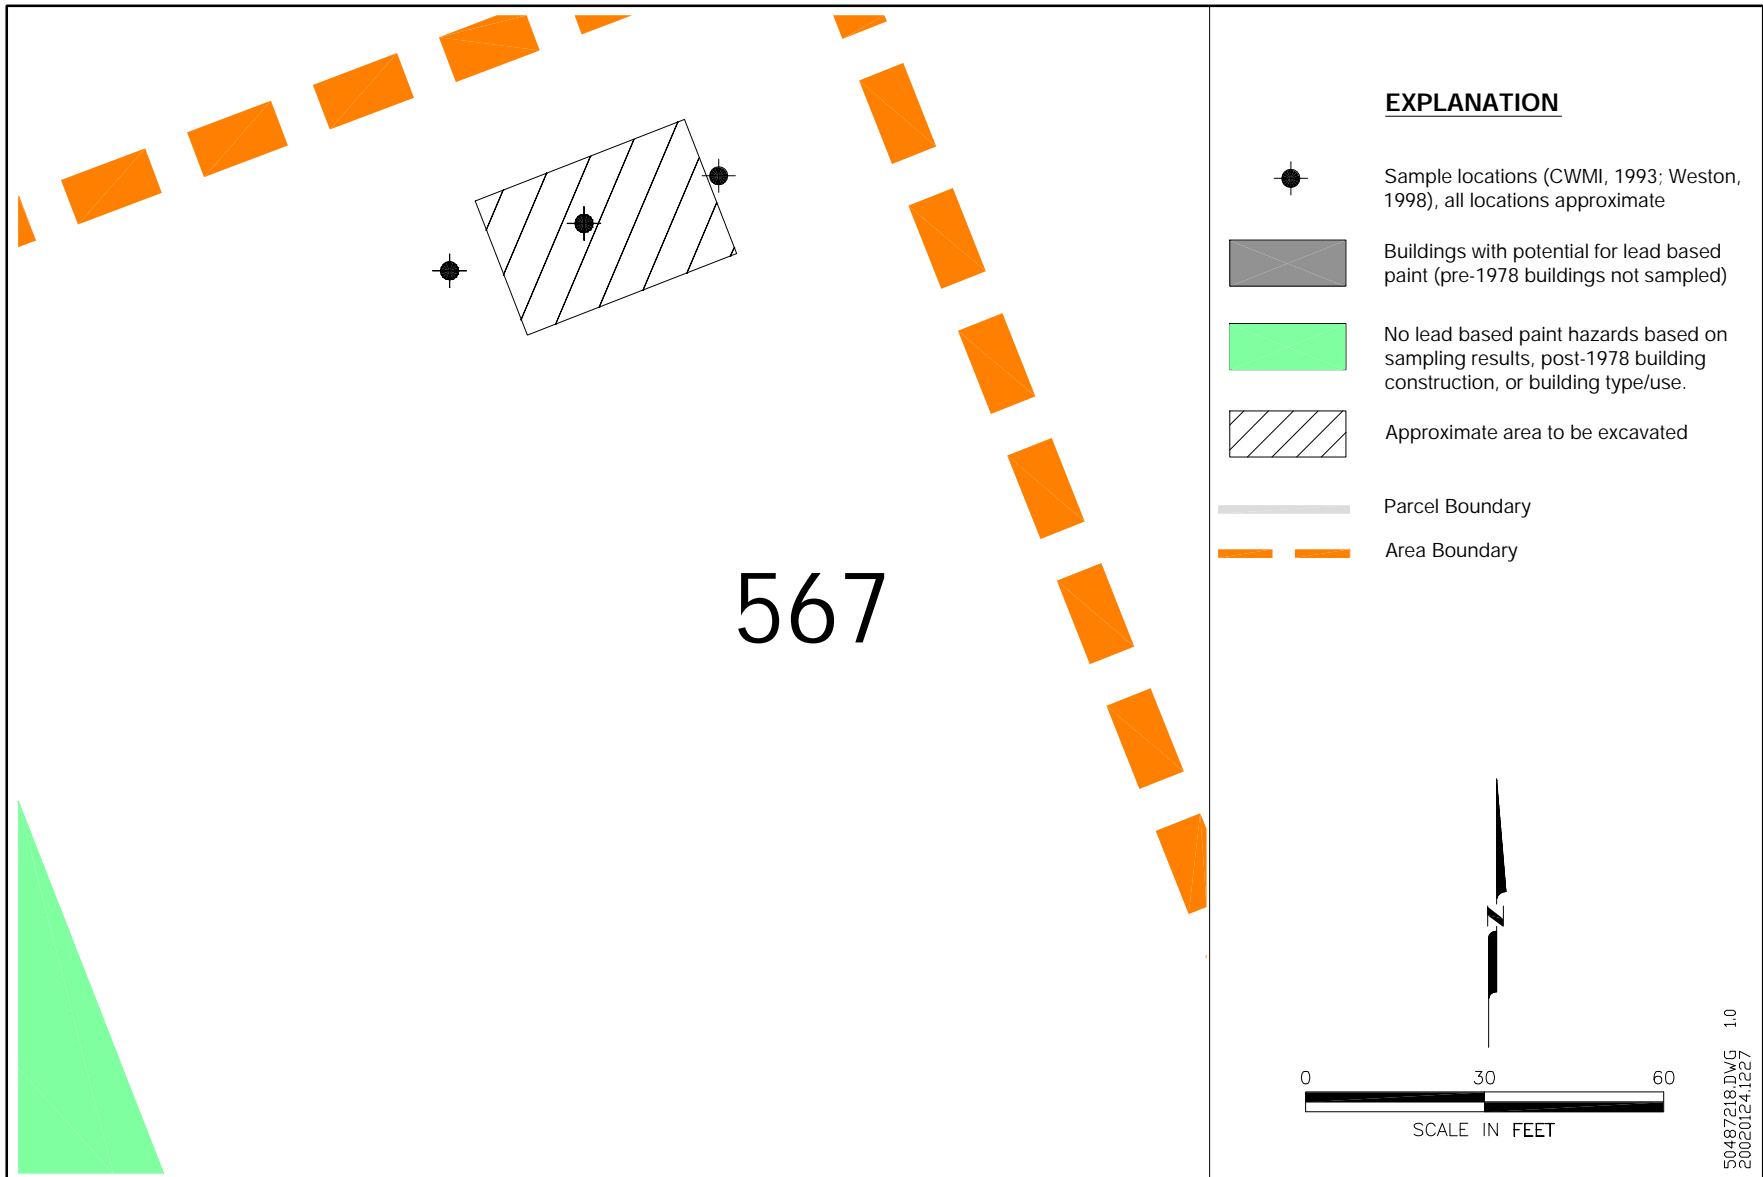 567
EXPLANATION
Sample locations (CWMI, 1993; Weston,
1998), all locations approximate
Buildings with potential for lead based
paint (pre-1978 buildings not sampled)
No lead based paint hazards based on
sampling results, post-1978 building
construction, or building type/use.
Approximate area to be excavated
Parcel Boundary
Area Boundary
N
0 30 60
SCALE IN FEET
50487218.DWG 1.0
20020124.1227